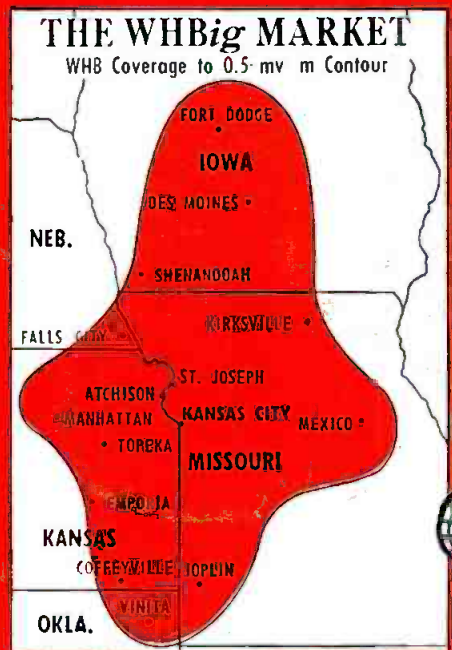 THE WHBig MARKET
WHB Coverage to 0.5 mv m Contour
FORT DODGE
IOWA
DES MOINES
NEB.
SHENANDOAH
KIRKSVILLE
FALLS CITY
ST. JOSEPH
ATCHISON
KANSAS CITY
MANHATTAN
MEXICO
TOPEKA
MISSOURI
EMPORIA
KANSAS
COFFEYVILLE
JOPLIN
VINITA
OKLA.